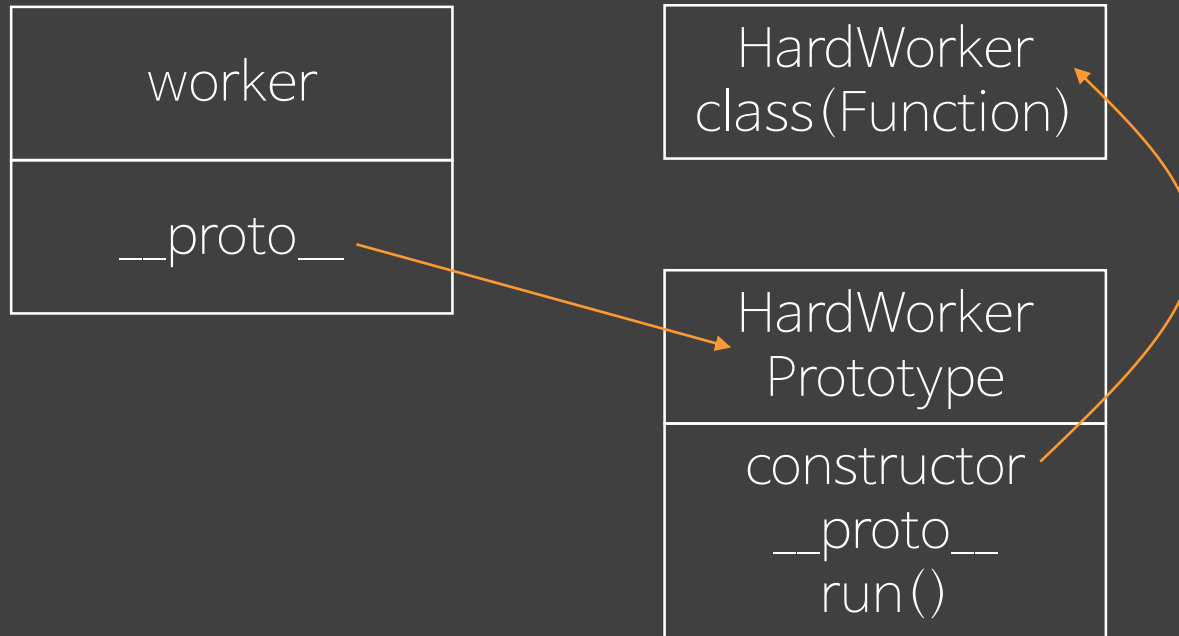 worker
__proto__
HardWorker
class(Function)
HardWorker
Prototype
constructor
__proto__
run()